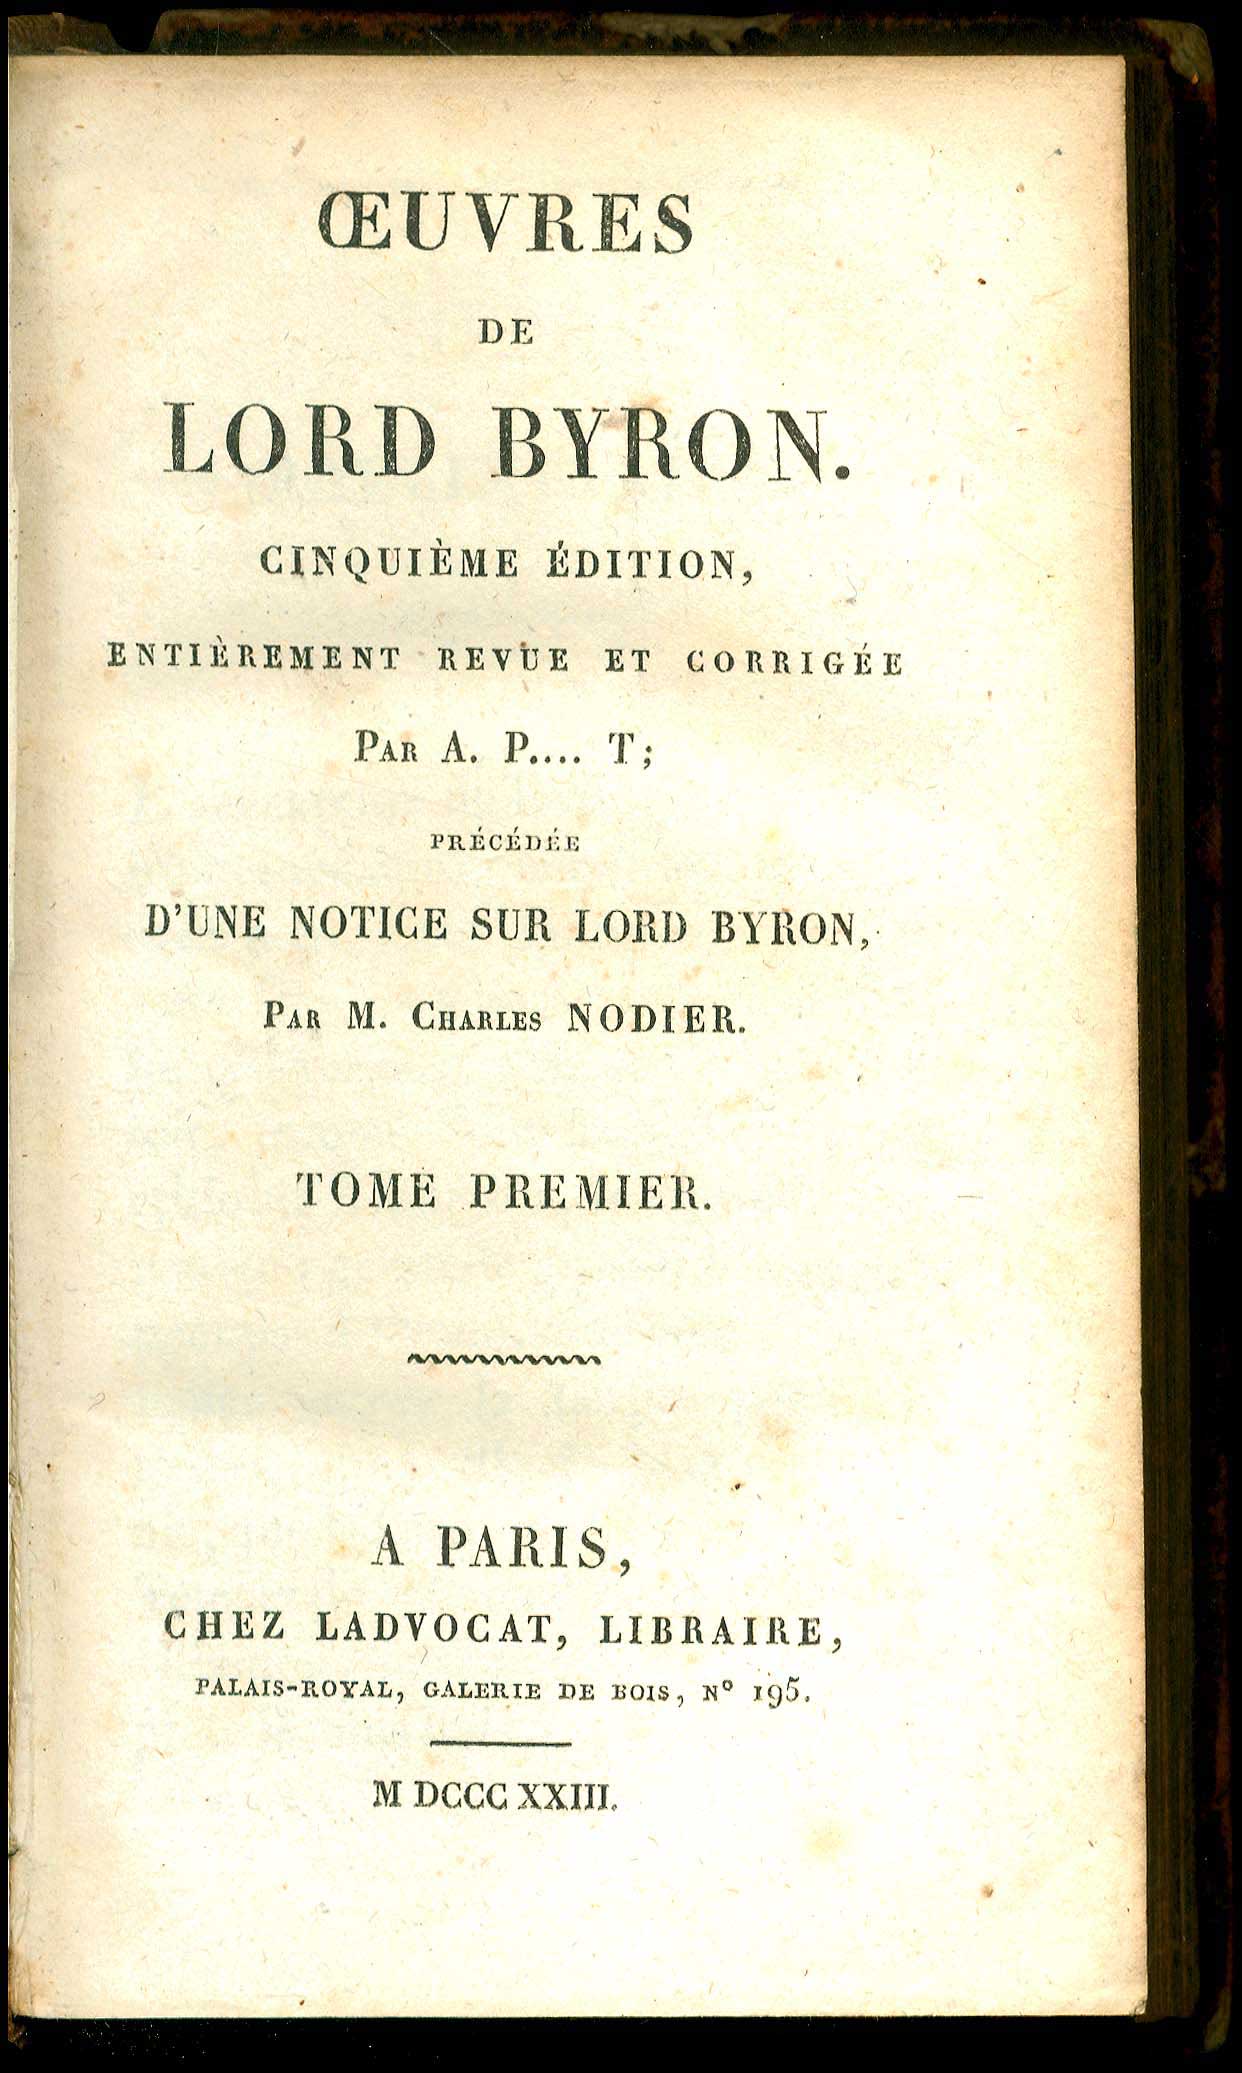 ŒUVRES
DE
LORD BYRON.
CINQUIÈME ÉDITION,
ENTIÈREMENT REVUE ET CORRIGÉE
PAR A. P.... T;
PRÉCÉDÉE
D'UNE NOTICE SUR LORD BYRON,
PAR M. CHARLES NODIER.
TOME PREMIER.
A PARIS,
CHEZ LADVOCAT, LIBRAIRE,
PALAIS-ROYAL, GALERIE DE BOIS, Nº 195.
M DCCC XXIII.